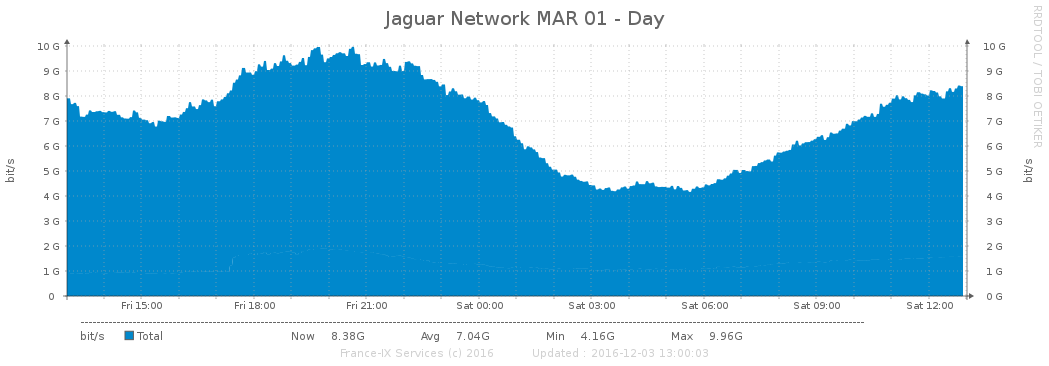 Jaguar Network MAR 01 - Day
RRDTOOL / TOBI OETIKER
bit/s
10 G
9 G
8 G
7 G
6 G
5 G
4 G
3 G
2 G
1 G
0
10 G
9 G
8 G
7 G
6 G
5 G
4 G
3 G
2 G
1 G
0 G
bit/s
Fri 15:00 Fri 18:00 Fri 21:00 Sat 00:00 Sat 03:00 Sat 06:00 Sat 09:00 Sat 12:00
bit/s Total Now 8.38G Avg 7.04G Min 4.16G Max 9.96G
France-IX Services (c) 2016 Updated : 2016-12-03 13:00:03